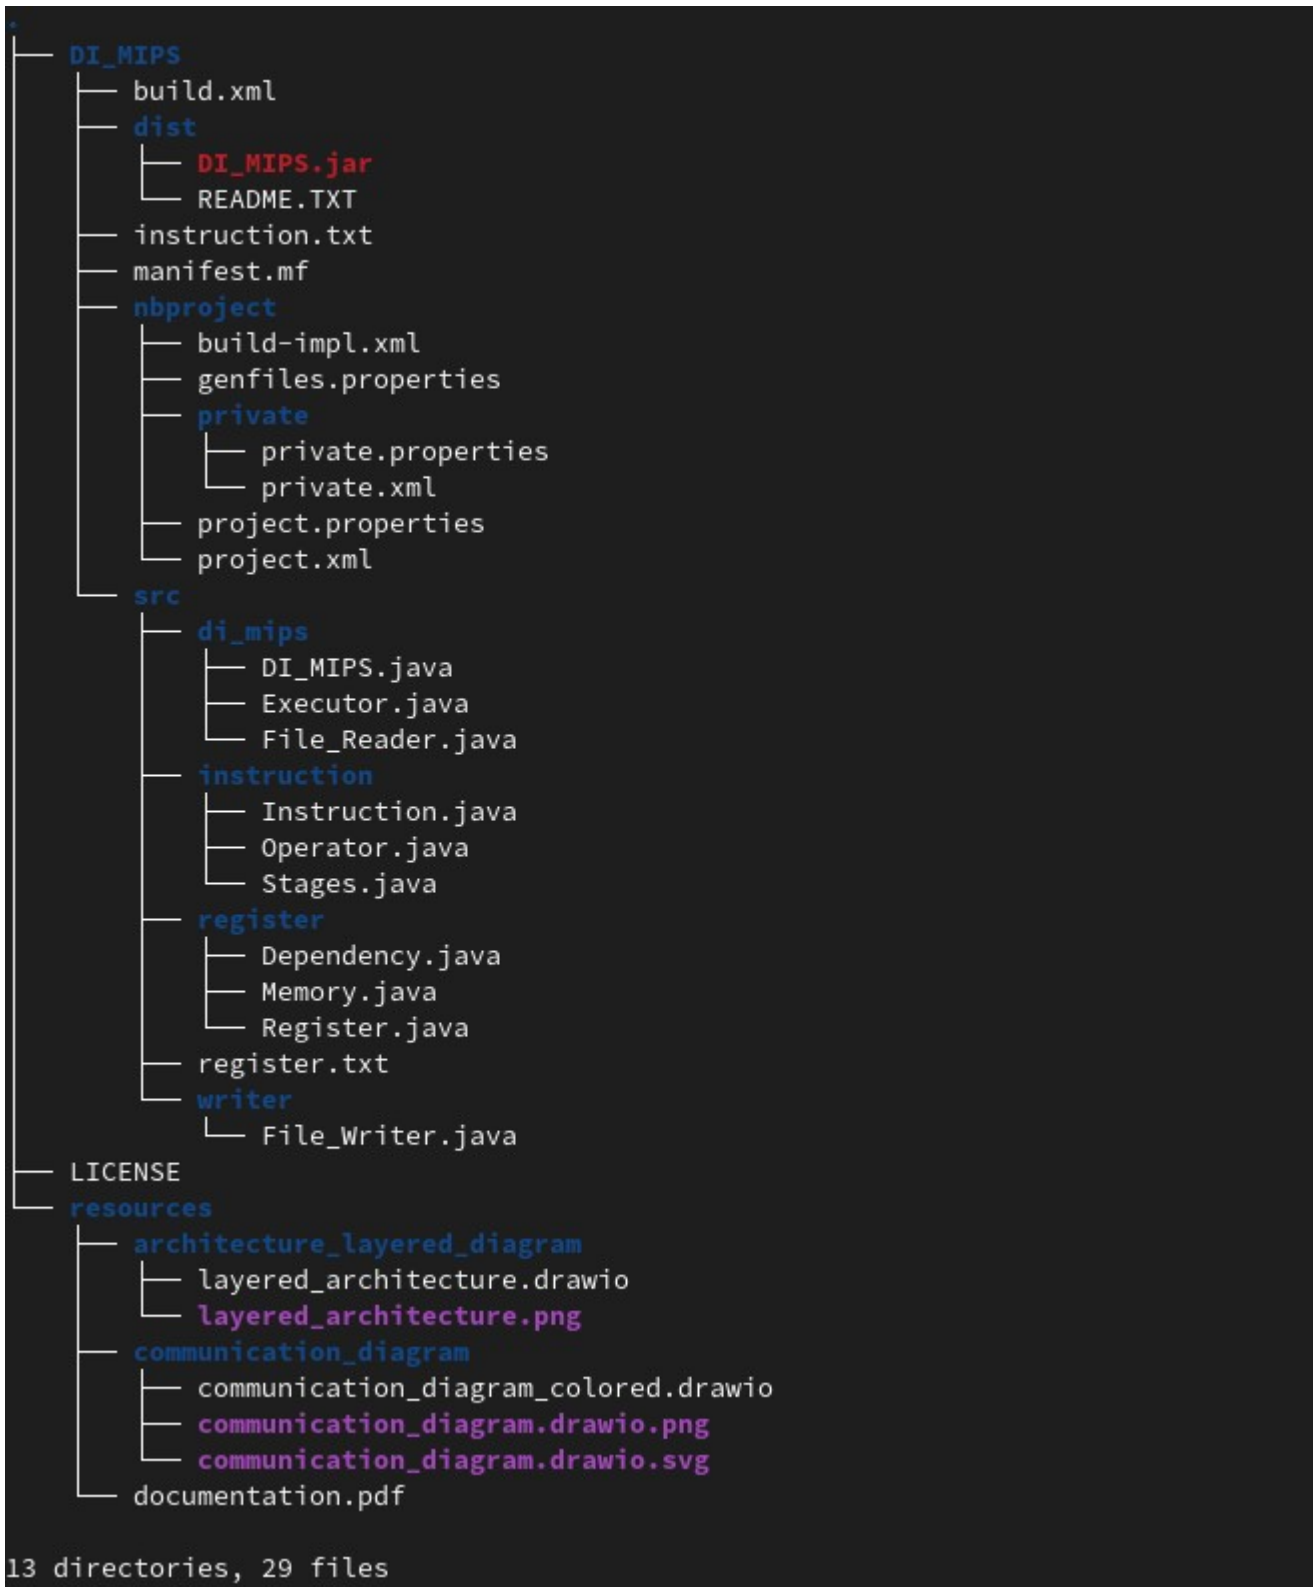 .
├── DI_MIPS
│   ├── build.xml
│   ├── dist
│   │   ├── DI_MIPS.jar
│   │   └── README.TXT
│   ├── instruction.txt
│   ├── manifest.mf
│   ├── nbproject
│   │   ├── build-impl.xml
│   │   ├── genfiles.properties
│   │   ├── private
│   │   │   ├── private.properties
│   │   │   └── private.xml
│   │   ├── project.properties
│   │   └── project.xml
│   └── src
│       ├── di_mips
│       │   ├── DI_MIPS.java
│       │   ├── Executor.java
│       │   └── File_Reader.java
│       ├── instruction
│       │   ├── Instruction.java
│       │   ├── Operator.java
│       │   └── Stages.java
│       ├── register
│       │   ├── Dependency.java
│       │   ├── Memory.java
│       │   └── Register.java
│       ├── register.txt
│       └── writer
│           └── File_Writer.java
├── LICENSE
└── resources
    ├── architecture_layered_diagram
    │   ├── layered_architecture.drawio
    │   └── layered_architecture.png
    ├── communication_diagram
    │   ├── communication_diagram_colored.drawio
    │   ├── communication_diagram.drawio.png
    │   └── communication_diagram.drawio.svg
    └── documentation.pdf

13 directories, 29 files